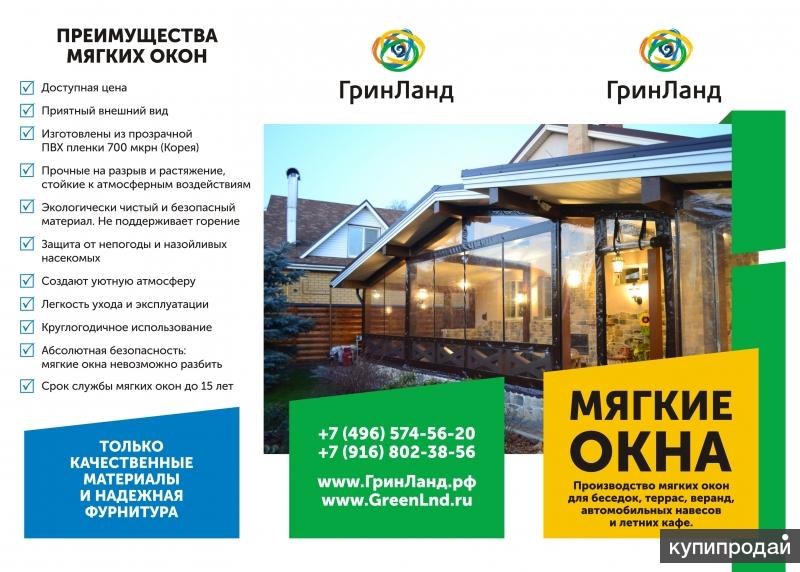 ПРЕИМУЩЕСТВА
МЯГКИХ ОКОН
Доступная цена
Приятный внешний вид
Изготовлены из прозрачной
ПВХ пленки 700 мкрн (Корея)
Прочные на разрыв и растяжение,
стойкие к атмосферным воздействиям
Экологически чистый и безопасный
материал. Не поддерживает горение
Защита от непогоды и назойливых
насекомых
Создают уютную атмосферу
Легкость ухода и эксплуатации
Круглогодичное использование
Абсолютная безопасность:
мягкие окна невозможно разбить
Срок службы мягких окон до 15 лет
ТОЛЬКО
КАЧЕСТВЕННЫЕ
МАТЕРИАЛЫ
И НАДЕЖНАЯ
ФУРНИТУРА
ГринЛанд
+7 (496) 574-56-20
+7 (916) 802-38-56
www.ГринЛанд.рф
www.GreenLnd.ru
ГринЛанд
МЯГКИЕ
ОКНА
Производство мягких окон
для беседок, террас, веранд,
автомобильных навесов
и летних кафе.
купипродай